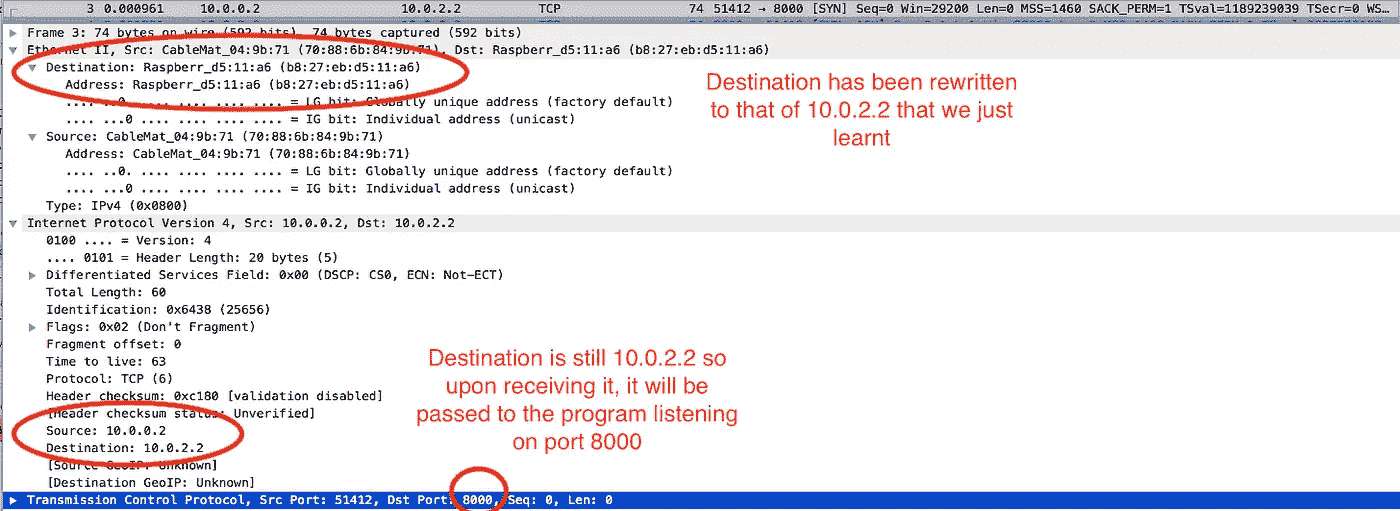 3 0.000961 10.0.0.2 10.0.2.2 TCP 74 51412 → 8000 [SYN] Seq=0 Win=29200 Len=0 MSS=1460 SACK_PERM=1 TSval=1189239039 TSecr=0 WS…
Frame 3: 74 bytes on wire (592 bits), 74 bytes captured (592 bits)
Ethernet II, Src: CableMat_04:9b:71 (70:88:6b:84:9b:71), Dst: Raspberr_d5:11:a6 (b8:27:eb:d5:11:a6)
Destination: Raspberr_d5:11:a6 (b8:27:eb:d5:11:a6)
Address: Raspberr_d5:11:a6 (b8:27:eb:d5:11:a6)
.... ..0. .... .... .... .... = LG bit: Globally unique address (factory default)
.... ...0 .... .... .... .... = IG bit: Individual address (unicast)
Source: CableMat_04:9b:71 (70:88:6b:84:9b:71)
Address: CableMat_04:9b:71 (70:88:6b:84:9b:71)
.... ..0. .... .... .... .... = LG bit: Globally unique address (factory default)
.... ...0 .... .... .... .... = IG bit: Individual address (unicast)
Type: IPv4 (0x0800)
Destination has been rewritten
to that of 10.0.2.2 that we just
learnt
Internet Protocol Version 4, Src: 10.0.0.2, Dst: 10.0.2.2
0100 .... = Version: 4
.... 0101 = Header Length: 20 bytes (5)
Differentiated Services Field: 0x00 (DSCP: CS0, ECN: Not-ECT)
Total Length: 60
Identification: 0x6438 (25656)
Flags: 0x02 (Don't Fragment)
Fragment offset: 0
Time to live: 63
Protocol: TCP (6)
Header checksum: 0xc180 [validation disabled]
[Header checksum status: Unverified]
Source: 10.0.0.2
Destination: 10.0.2.2
[Source GeoIP: Unknown]
[Destination GeoIP: Unknown]
Destination is still 10.0.2.2 so
upon receiving it, it will be
passed to the program listening
on port 8000
Transmission Control Protocol, Src Port: 51412, Dst Port: 8000, Seq: 0, Len: 0